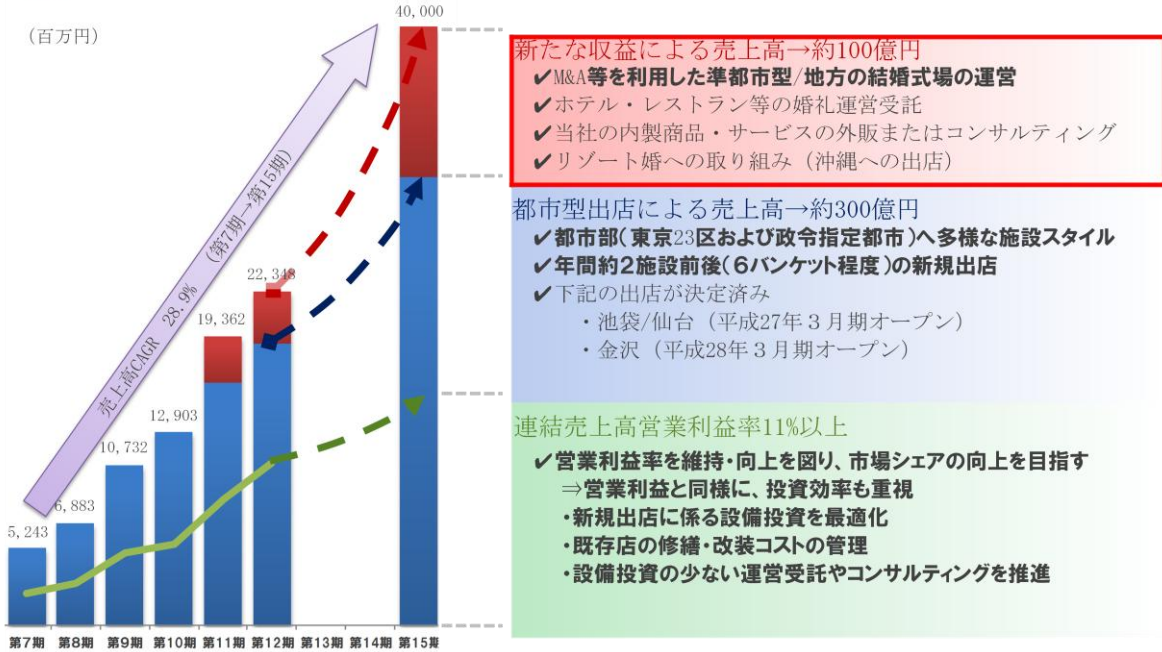 （百万円）
40,000
22,348
19,362
12,903
10,732
6,883
5,243
売上高CAGR 28.9% （第7期→第15期）
第7期 第8期 第9期 第10期 第11期 第12期 第13期 第14期 第15期
新たな収益による売上高→約100億円
✔M&A等を利用した準都市型/地方の結婚式場の運営
✔ホテル・レストラン等の婚礼運営受託
✔当社の内製商品・サービスの外販またはコンサルティング
✔リゾート婚への取り組み（沖縄への出店）
都市型出店による売上高→約300億円
✔都市部(東京23区および政令指定都市)へ多様な施設スタイル
✔年間約２施設前後(６バンケット程度)の新規出店
✔下記の出店が決定済み
・池袋/仙台（平成27年３月期オープン）
・金沢（平成28年３月期オープン）
連結売上高営業利益率11%以上
✔営業利益率を維持・向上を図り、市場シェアの向上を目指す
⇒営業利益と同様に、投資効率も重視
・新規出店に係る設備投資を最適化
・既存店の修繕・改装コストの管理
・設備投資の少ない運営受託やコンサルティングを推進